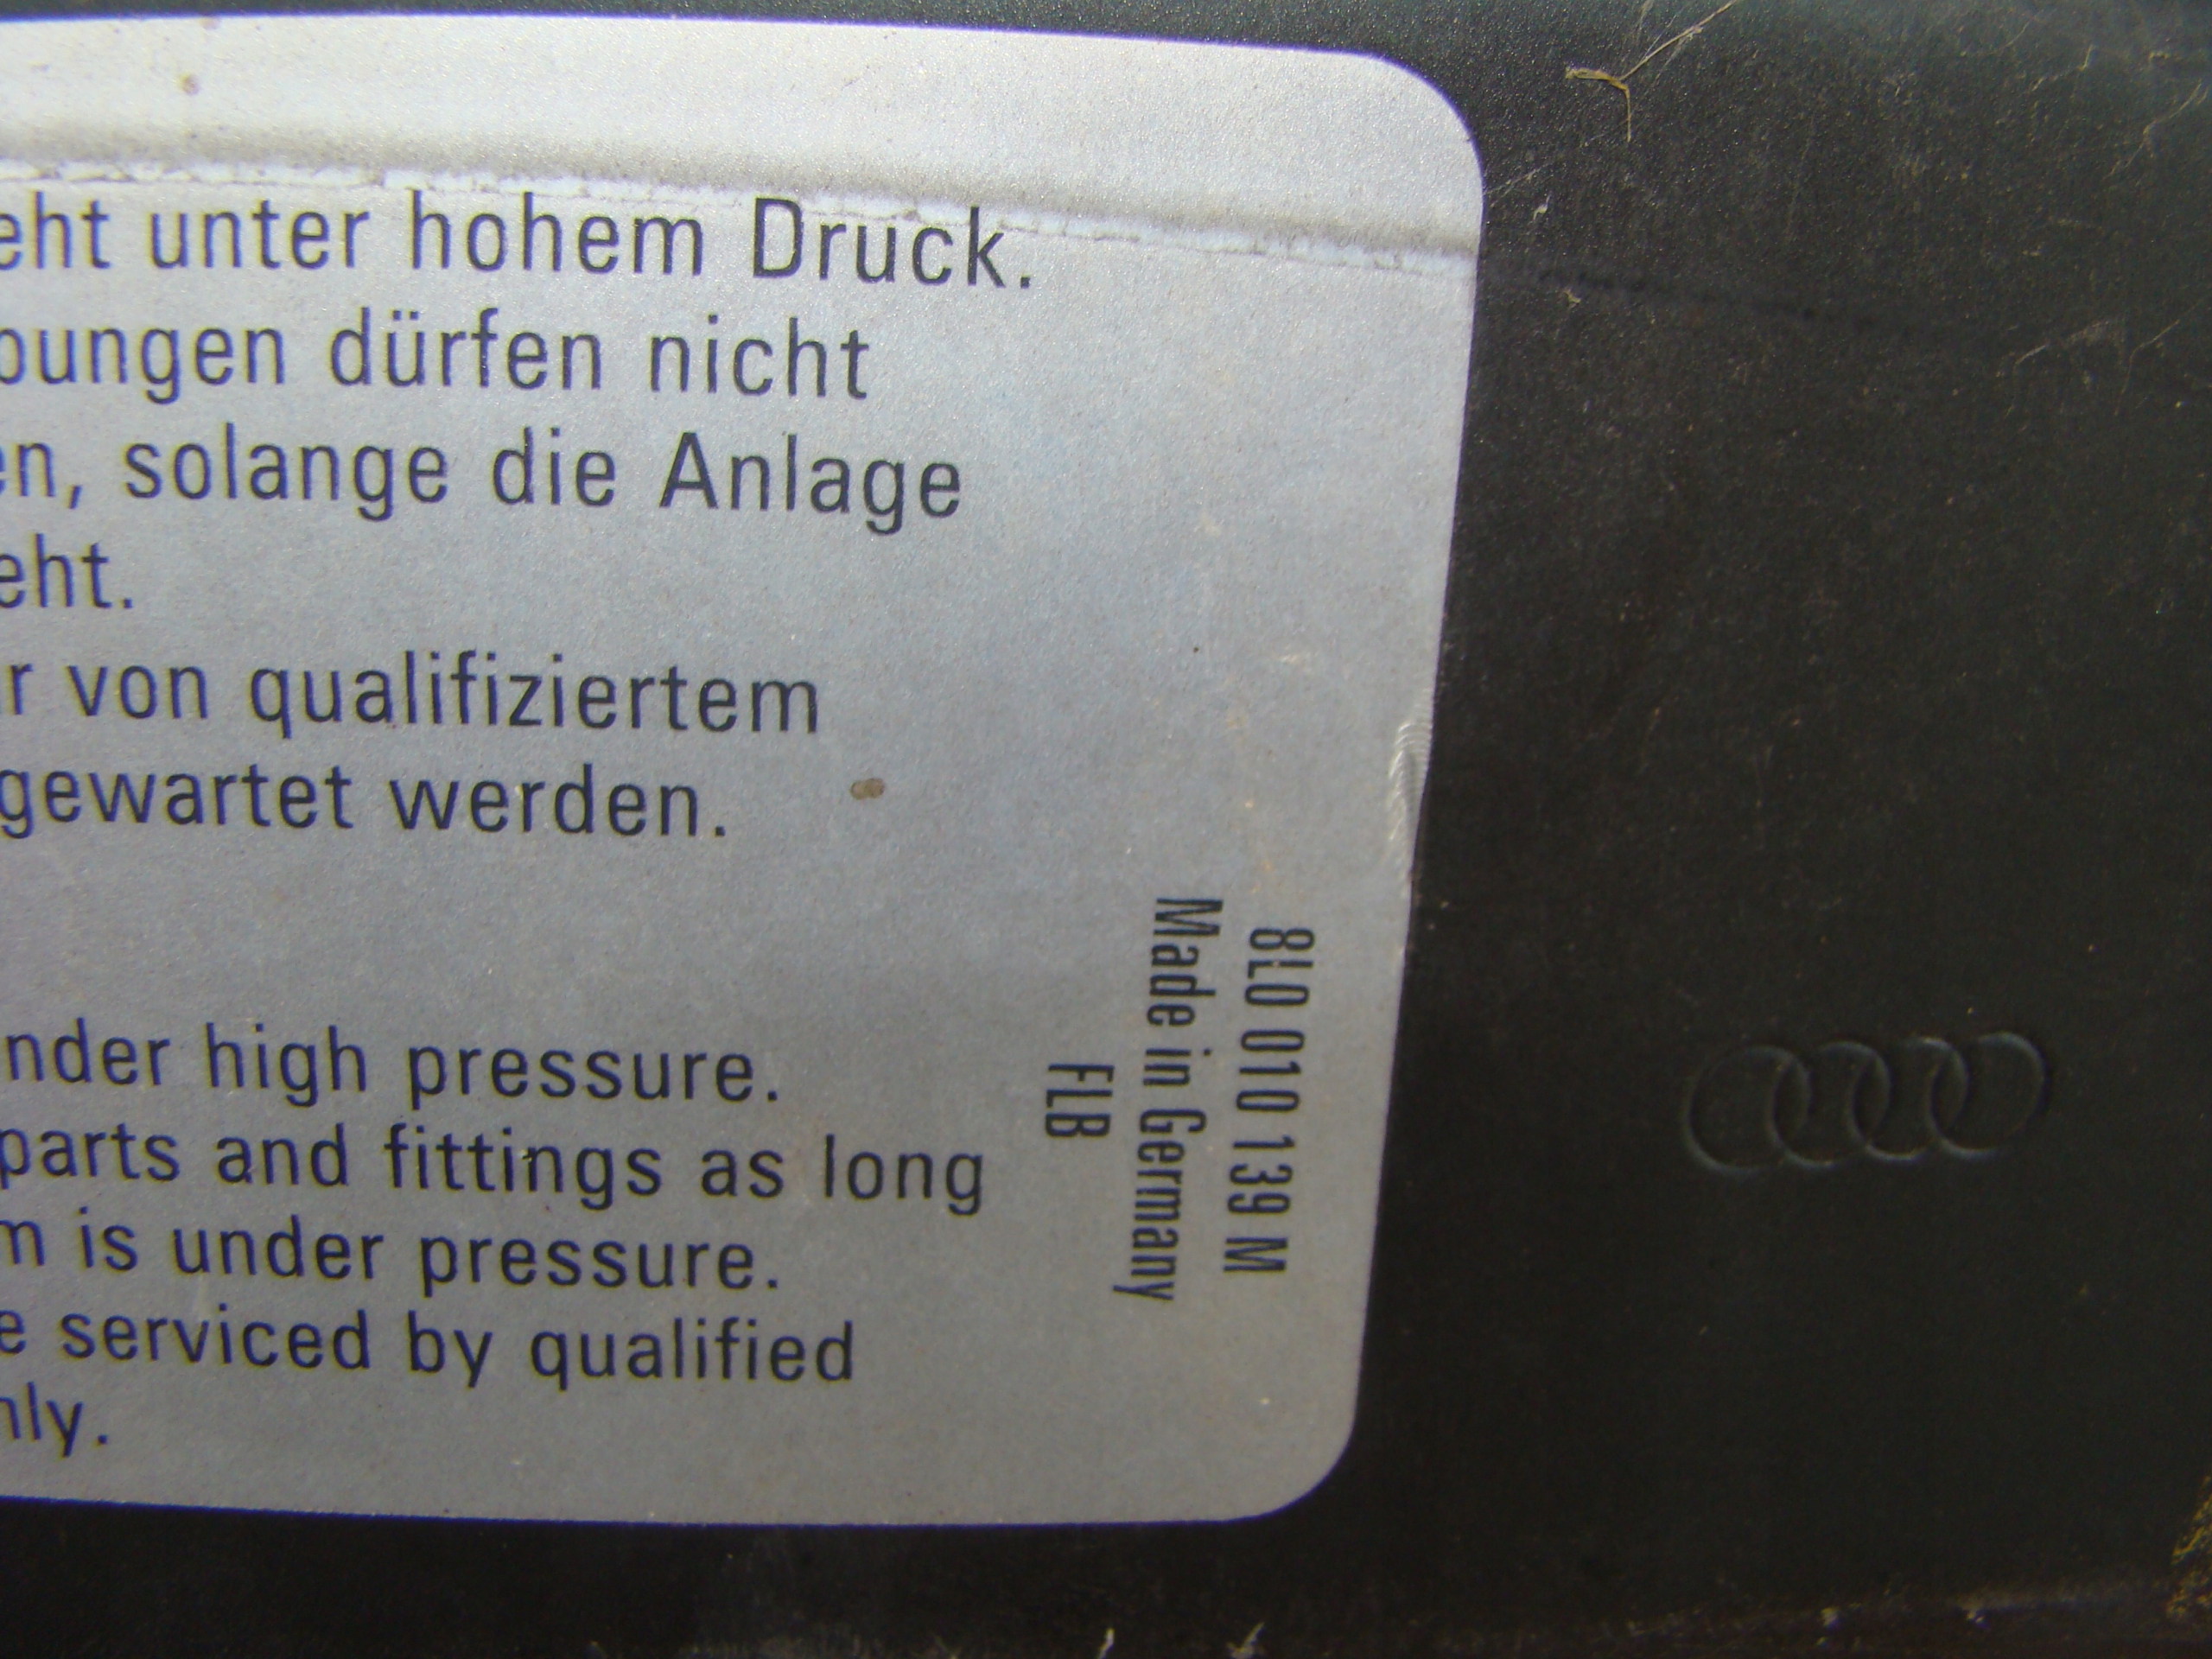 eht unter hohem Druck.
bungen dürfen nicht
en, solange die Anlage
eht.
r von qualifiziertem
gewartet werden.
nder high pressure.
parts and fittings as long
m is under pressure.
e serviced by qualified
nly.
8L0 010 139 M
Made in Germany
FLB